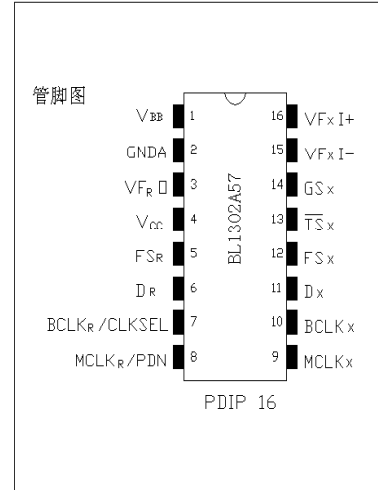 管脚图
VBB 1 16 VFxI+
GNDA 2 15 VFxI-
VFRO 3 14 GSx
VCC 4 13 T̅S̅x
FSR 5 12 FSx
DR 6 11 Dx
BCLKR/CLKSEL 7 10 BCLKx
MCLKR/PDN 8 9 MCLKx
BL1302A57
PDIP 16